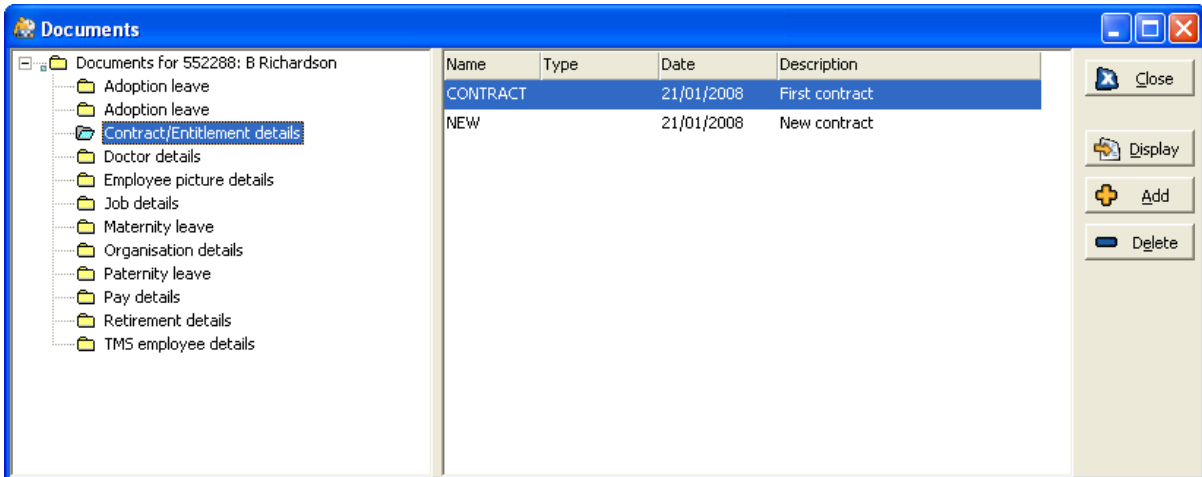 Documents
Documents for 552288: B Richardson
Adoption leave
Adoption leave
Contract/Entitlement details
Doctor details
Employee picture details
Job details
Maternity leave
Organisation details
Paternity leave
Pay details
Retirement details
TMS employee details
Name Type Date Description
CONTRACT 21/01/2008 First contract
NEW 21/01/2008 New contract
Close
Display
Add
Delete